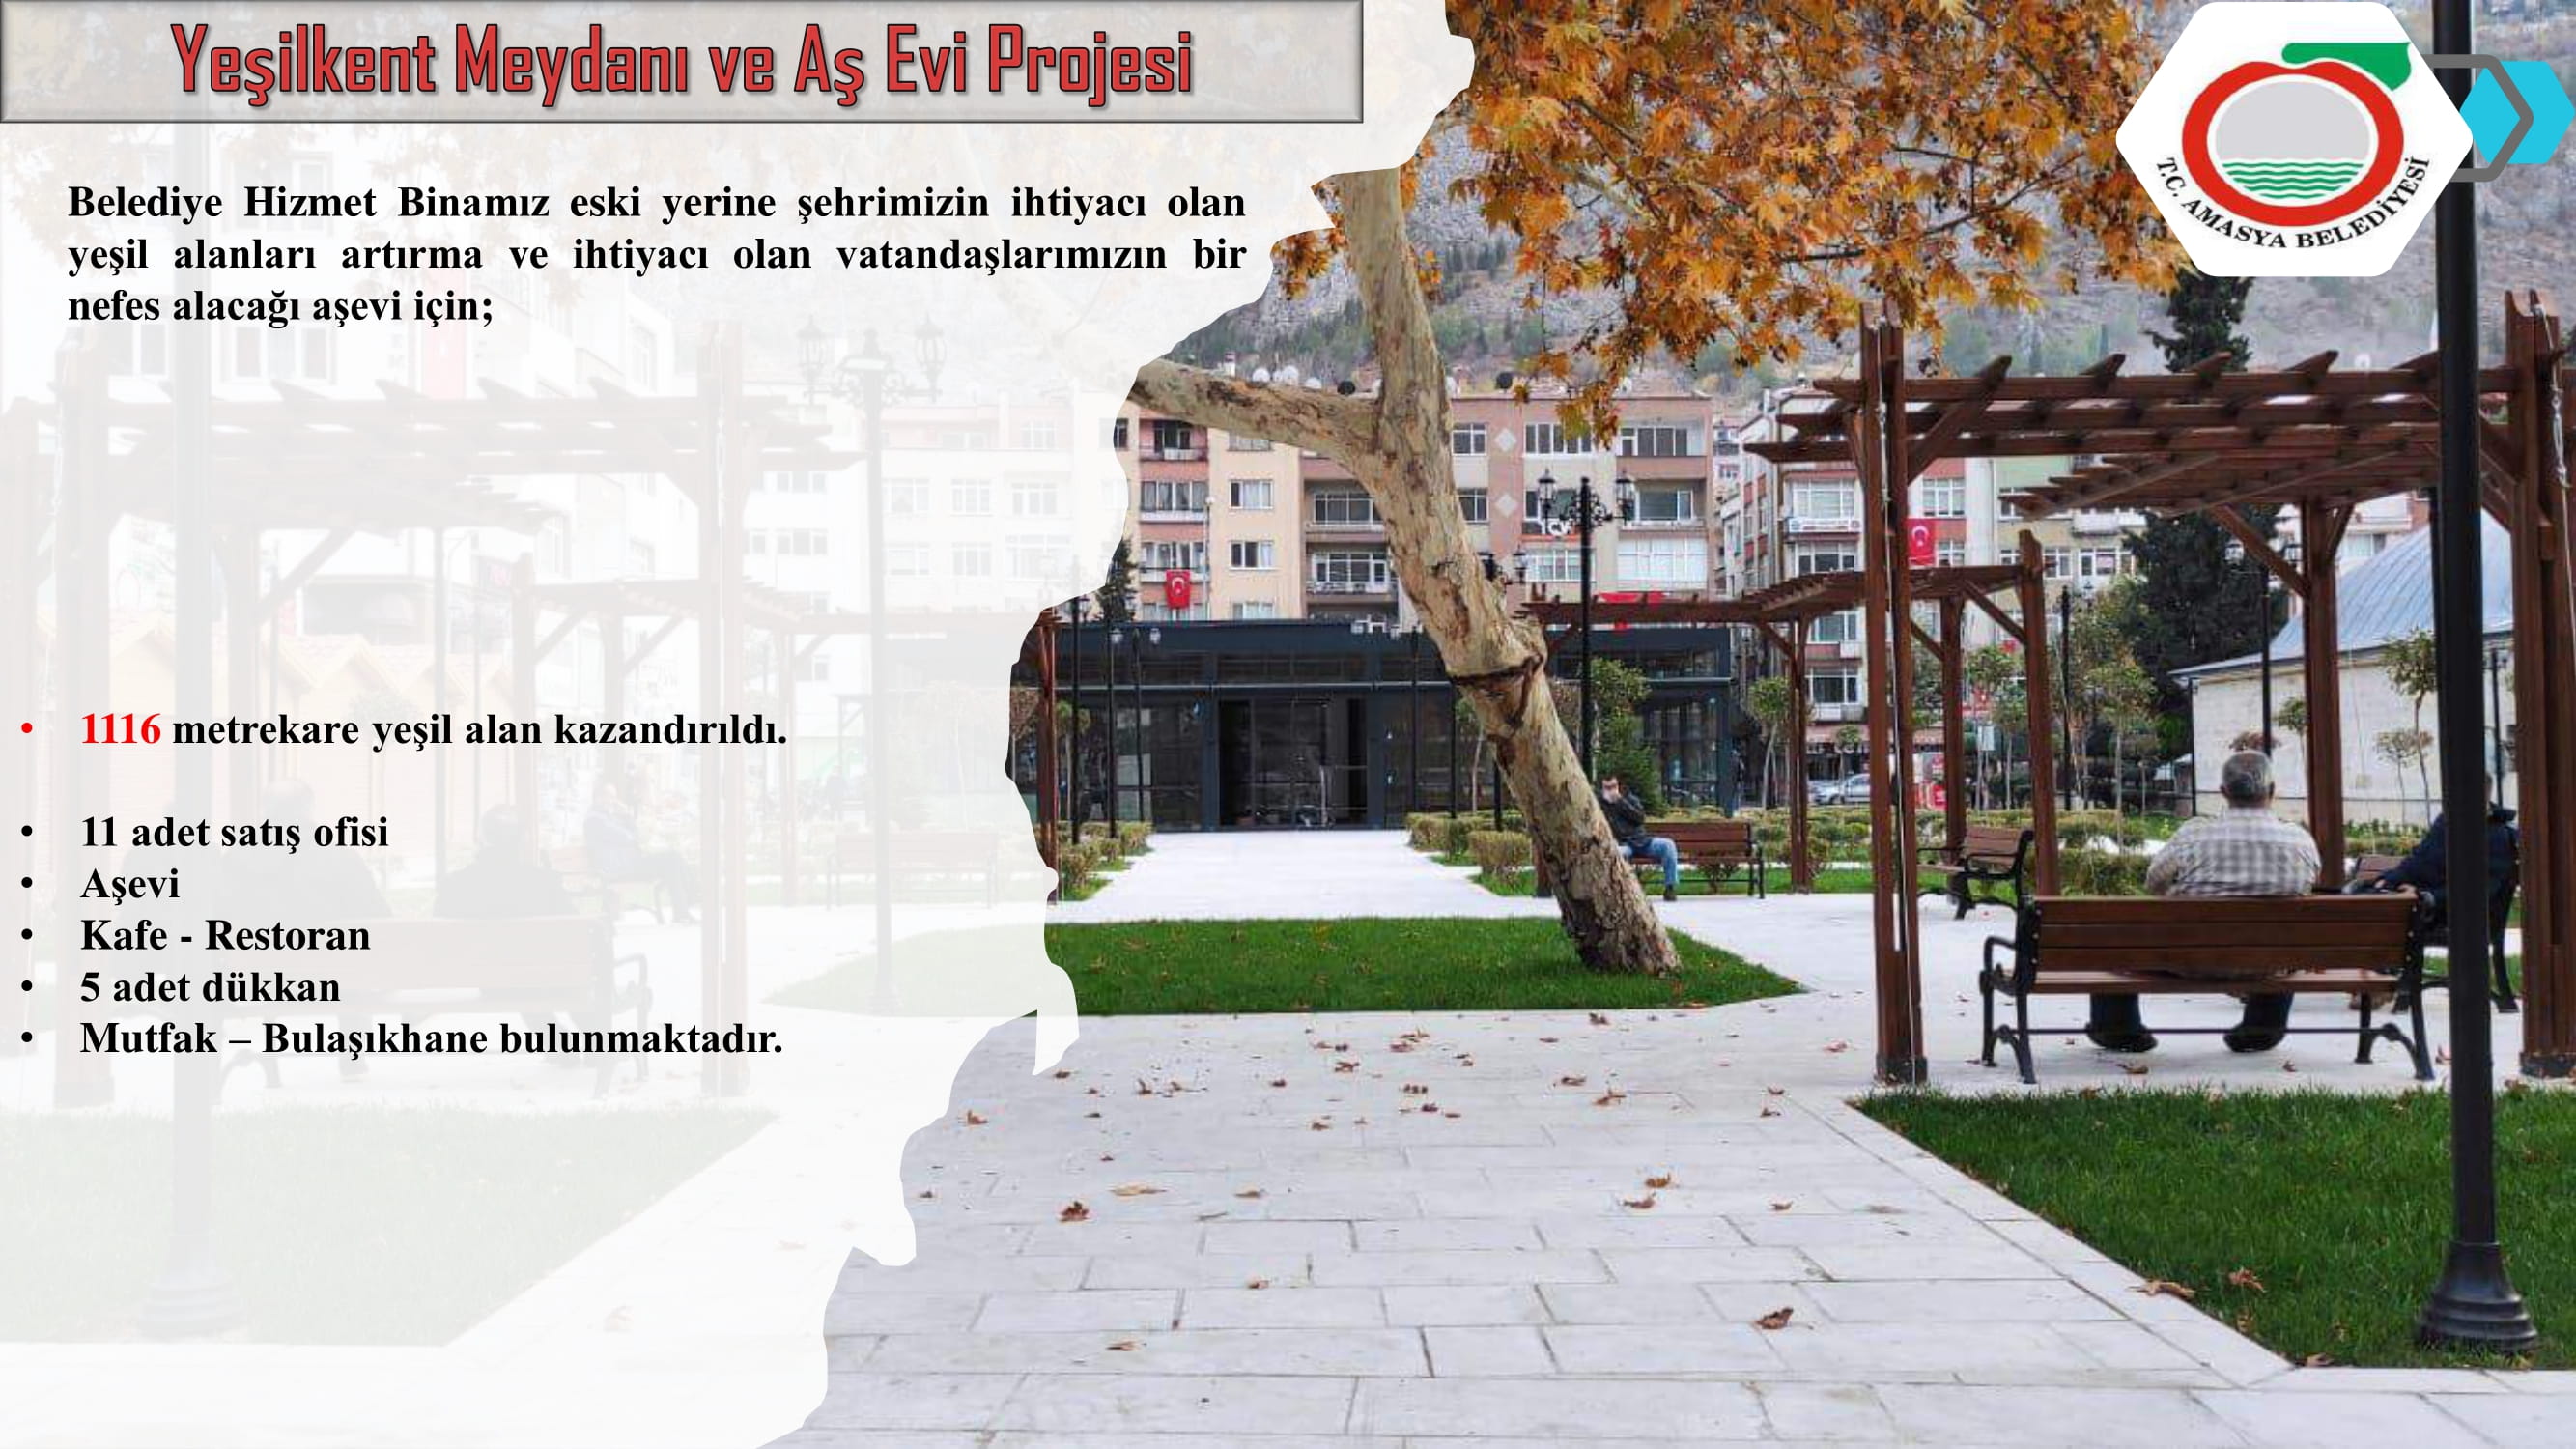 Yeşilkent Meydanı ve Aş Evi Projesi
T.C. AMASYA BELEDİYESİ
Belediye Hizmet Binamız eski yerine şehrimizin ihtiyacı olan
yeşil alanları artırma ve ihtiyacı olan vatandaşlarımızın bir
nefes alacağı aşevi için;
• 1116 metrekare yeşil alan kazandırıldı.
• 11 adet satış ofisi
• Aşevi
• Kafe - Restoran
• 5 adet dükkan
• Mutfak – Bulaşıkhane bulunmaktadır.